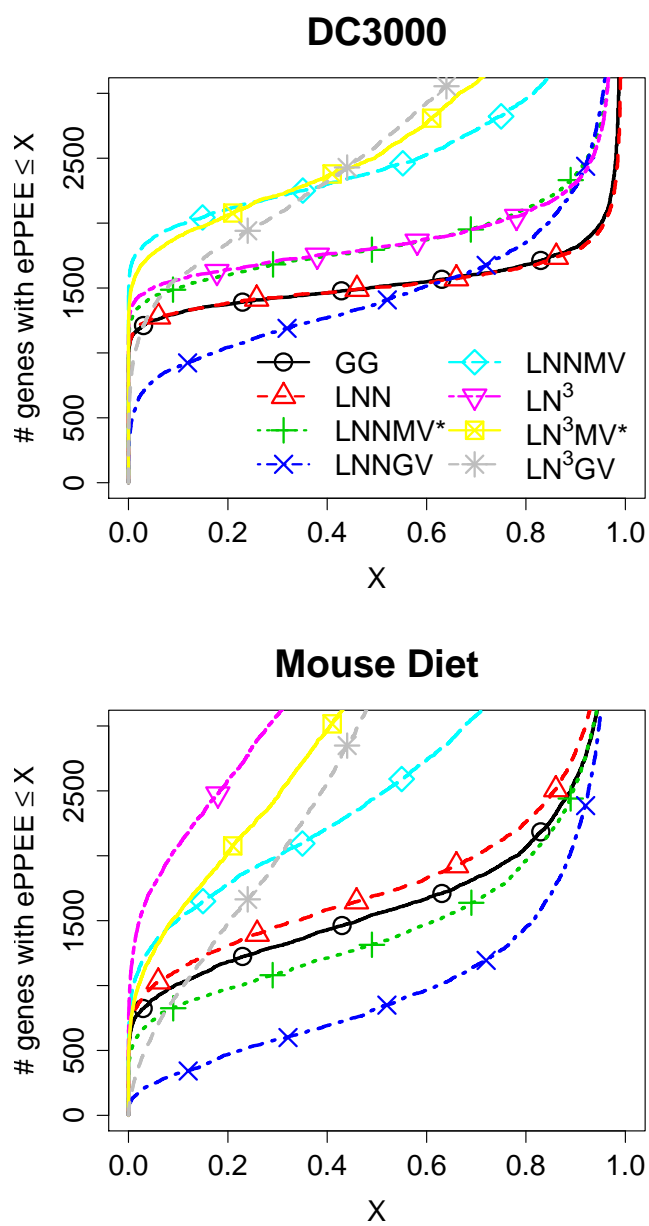 DC3000
# genes with ePPEE ≤ X
0 500 1500 2500
GG LNNMV
LNN LN³
LNNMV* LN³MV*
LNNGV LN³GV
0.0 0.2 0.4 0.6 0.8 1.0
X
Mouse Diet
# genes with ePPEE ≤ X
0 500 1500 2500
0.0 0.2 0.4 0.6 0.8 1.0
X